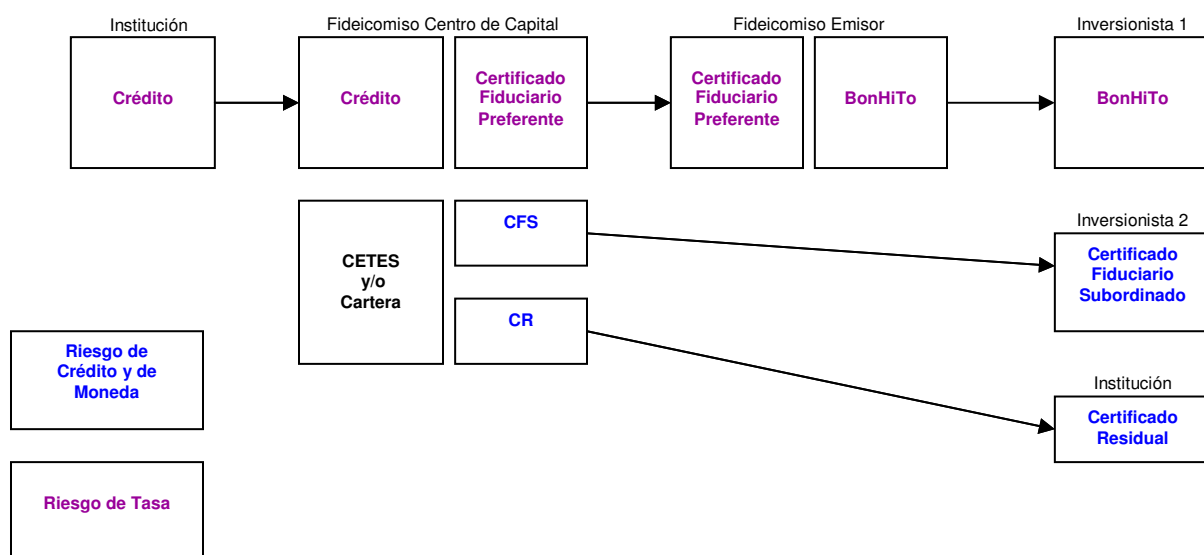 Institución
Fideicomiso Centro de Capital
Fideicomiso Emisor
Inversionista 1
Crédito
Crédito
Certificado
Fiduciario
Preferente
Certificado
Fiduciario
Preferente
BonHiTo
BonHiTo
CETES
y/o
Cartera
CFS
CR
Inversionista 2
Certificado
Fiduciario
Subordinado
Institución
Certificado
Residual
Riesgo de
Crédito y de
Moneda
Riesgo de Tasa